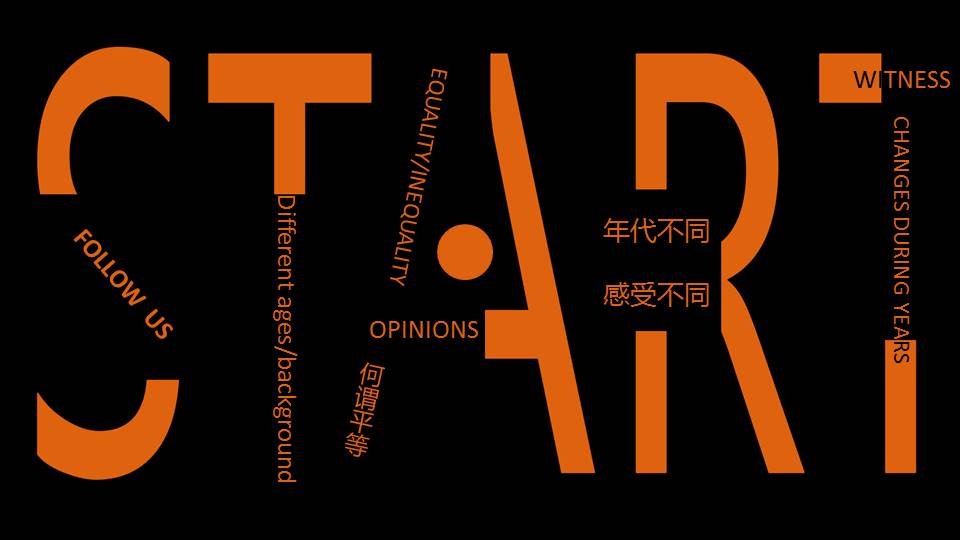 START
FOLLOW US
Different ages/background
EQUALITY/INEQUALITY
OPINIONS
何谓平等
年代不同
感受不同
WITNESS
CHANGES DURING YEARS